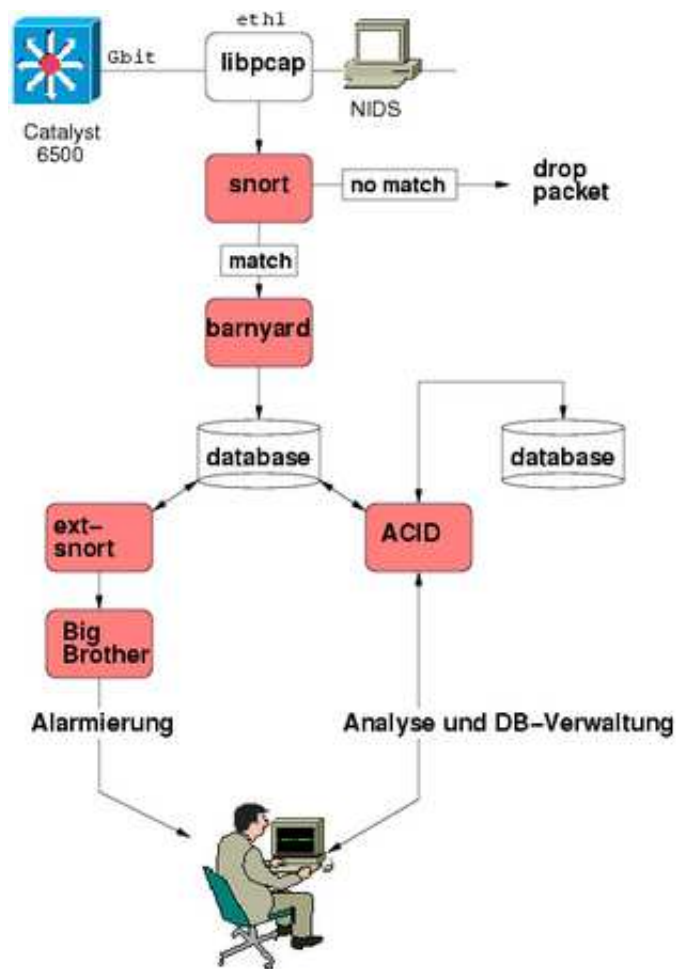 eth1
Gbit
libpcap
NIDS
Catalyst
6500
snort
no match
drop
packet
match
barnyard
database
database
ext-
snort
ACID
Big
Brother
Alarmierung
Analyse und DB-Verwaltung